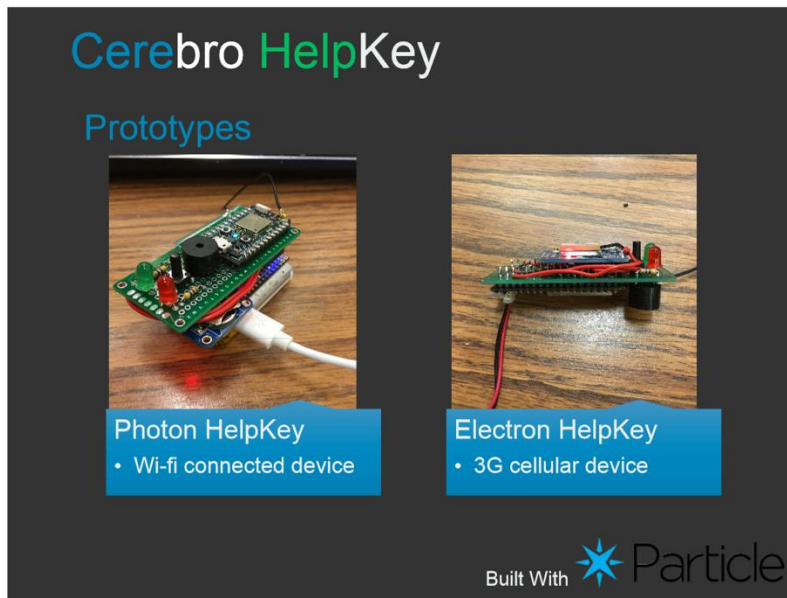 Cerebro HelpKey
Prototypes
Photon HelpKey
• Wi-fi connected device
Electron HelpKey
• 3G cellular device
Built With Particle